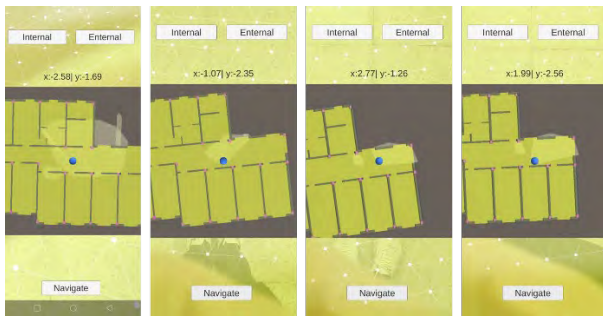 Internal Enternal
x:-2.58| y:-1.69
Navigate
Internal Enternal
x:-1.07| y:-2.35
Navigate
Internal Enternal
x:2.77| y:-1.26
Navigate
Internal Enternal
x:1.99| y:-2.56
Navigate